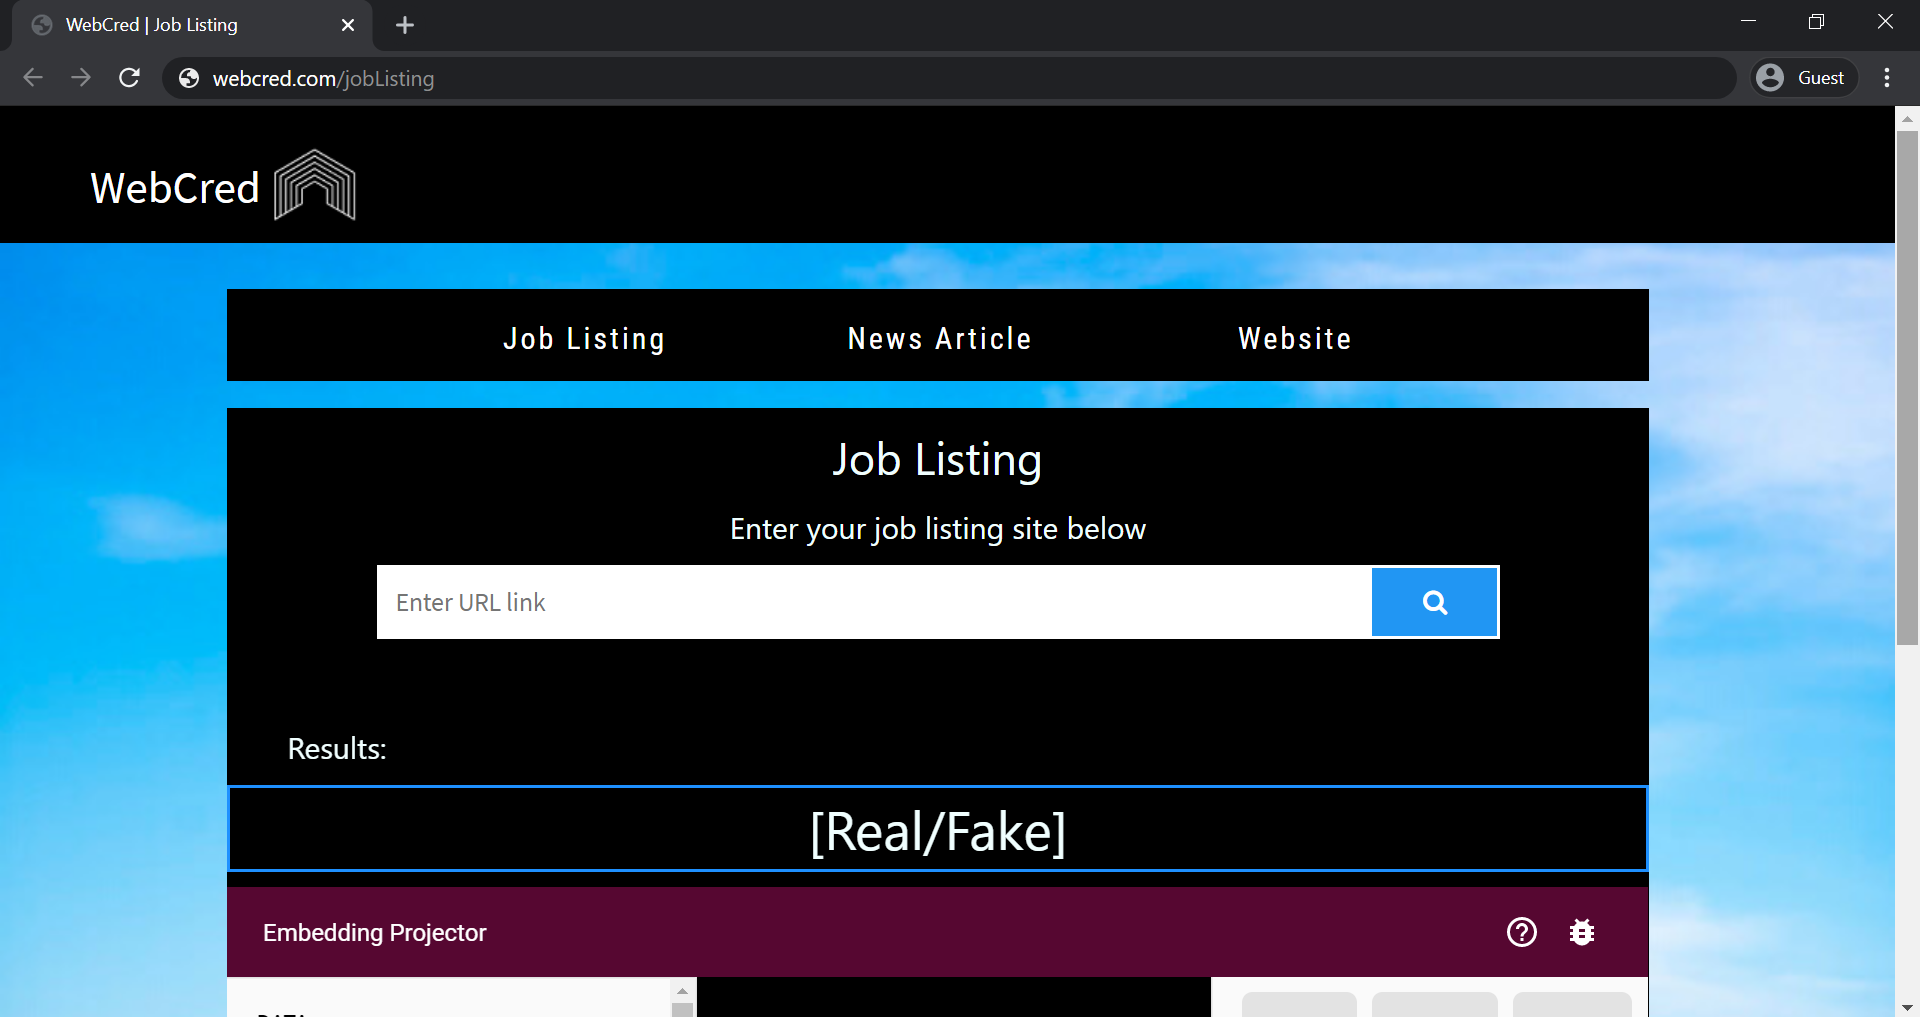 WebCred | Job Listing
webcred.com/jobListing
Guest
WebCred
Job Listing
News Article
Website
Job Listing
Enter your job listing site below
Enter URL link
Results:
[Real/Fake]
Embedding Projector
DATA